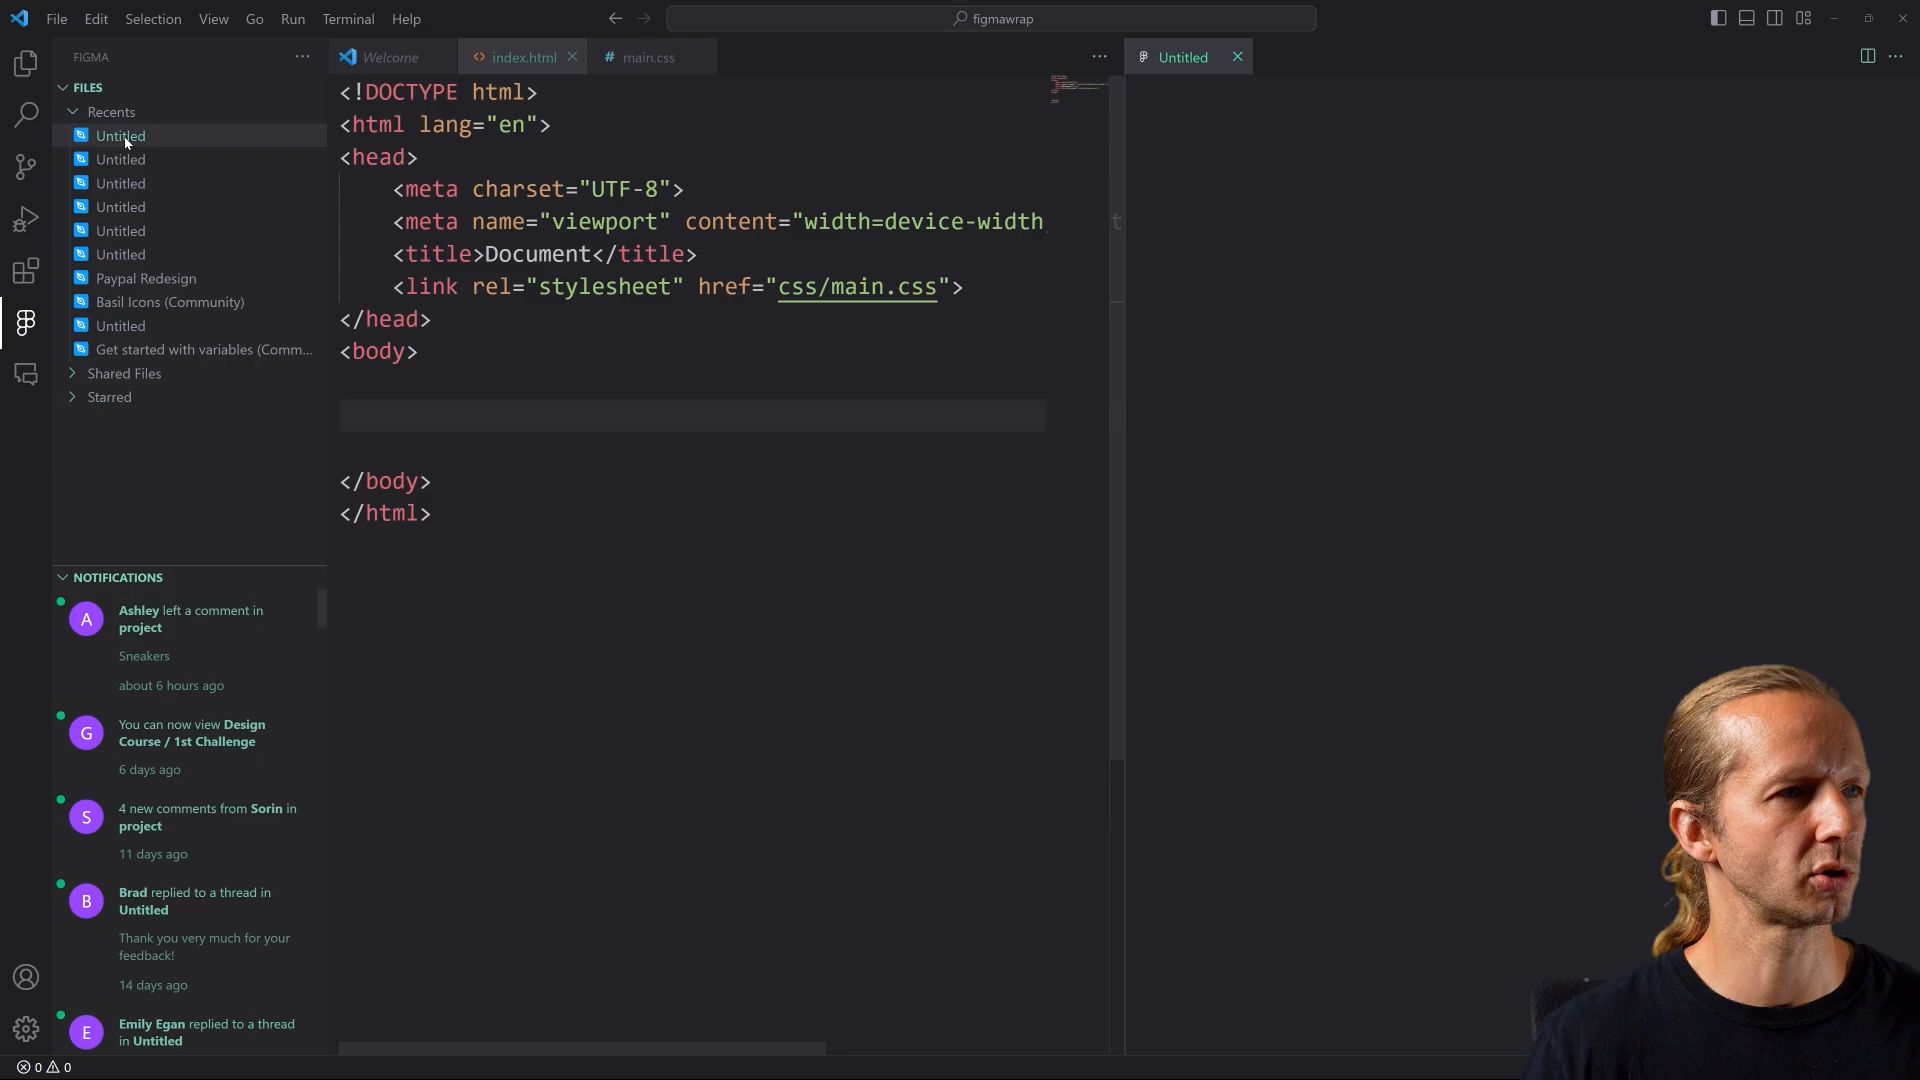 File Edit Selection View Go Run Terminal Help
figmawrap
FIGMA
FILES
Recents
Untitled
Untitled
Untitled
Untitled
Untitled
Untitled
Paypal Redesign
Basil Icons (Community)
Untitled
Get started with variables (Comm...
Shared Files
Starred
NOTIFICATIONS
A
Ashley left a comment in
project
Sneakers
about 6 hours ago
G
You can now view Design
Course / 1st Challenge
6 days ago
S
4 new comments from Sorin in
project
11 days ago
B
Brad replied to a thread in
Untitled
Thank you very much for your
feedback!
14 days ago
E
Emily Egan replied to a thread
in Untitled
Welcome
<> index.html
# main.css
<!DOCTYPE html>
<html lang="en">
<head>
<meta charset="UTF-8">
<meta name="viewport" content="width=device-width,
<title>Document</title>
<link rel="stylesheet" href="css/main.css">
</head>
<body>
</body>
</html>
Untitled
0 0